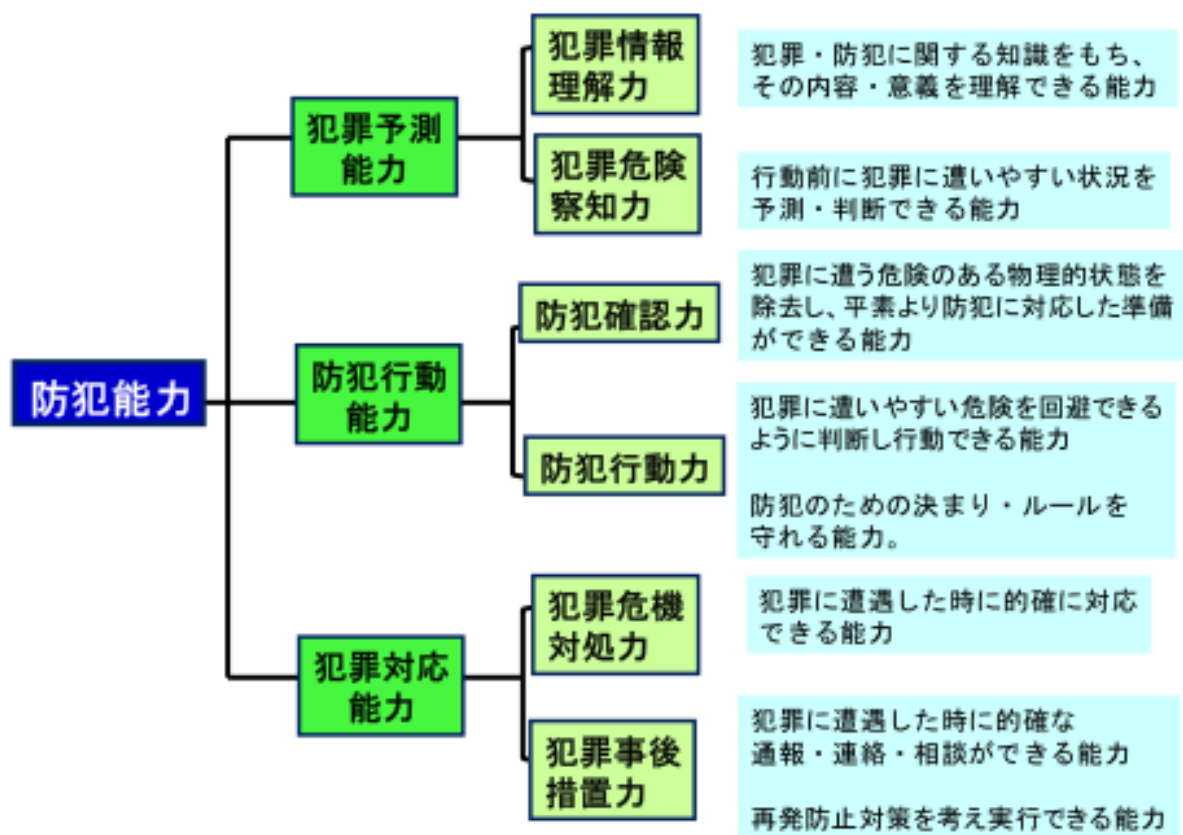 防犯能力
犯罪予測
能力
犯罪情報
理解力
犯罪・防犯に関する知識をもち、
その内容・意義を理解できる能力
犯罪危険
察知力
行動前に犯罪に遭いやすい状況を
予測・判断できる能力
防犯行動
能力
防犯確認力
犯罪に遭う危険のある物理的状態を
除去し、平素より防犯に対応した準備
ができる能力
防犯行動力
犯罪に遭いやすい危険を回避できる
ように判断し行動できる能力
防犯のための決まり・ルールを
守れる能力。
犯罪対応
能力
犯罪危機
対処力
犯罪に遭遇した時に的確に対応
できる能力
犯罪事後
措置力
犯罪に遭遇した時に的確な
通報・連絡・相談ができる能力
再発防止対策を考え実行できる能力